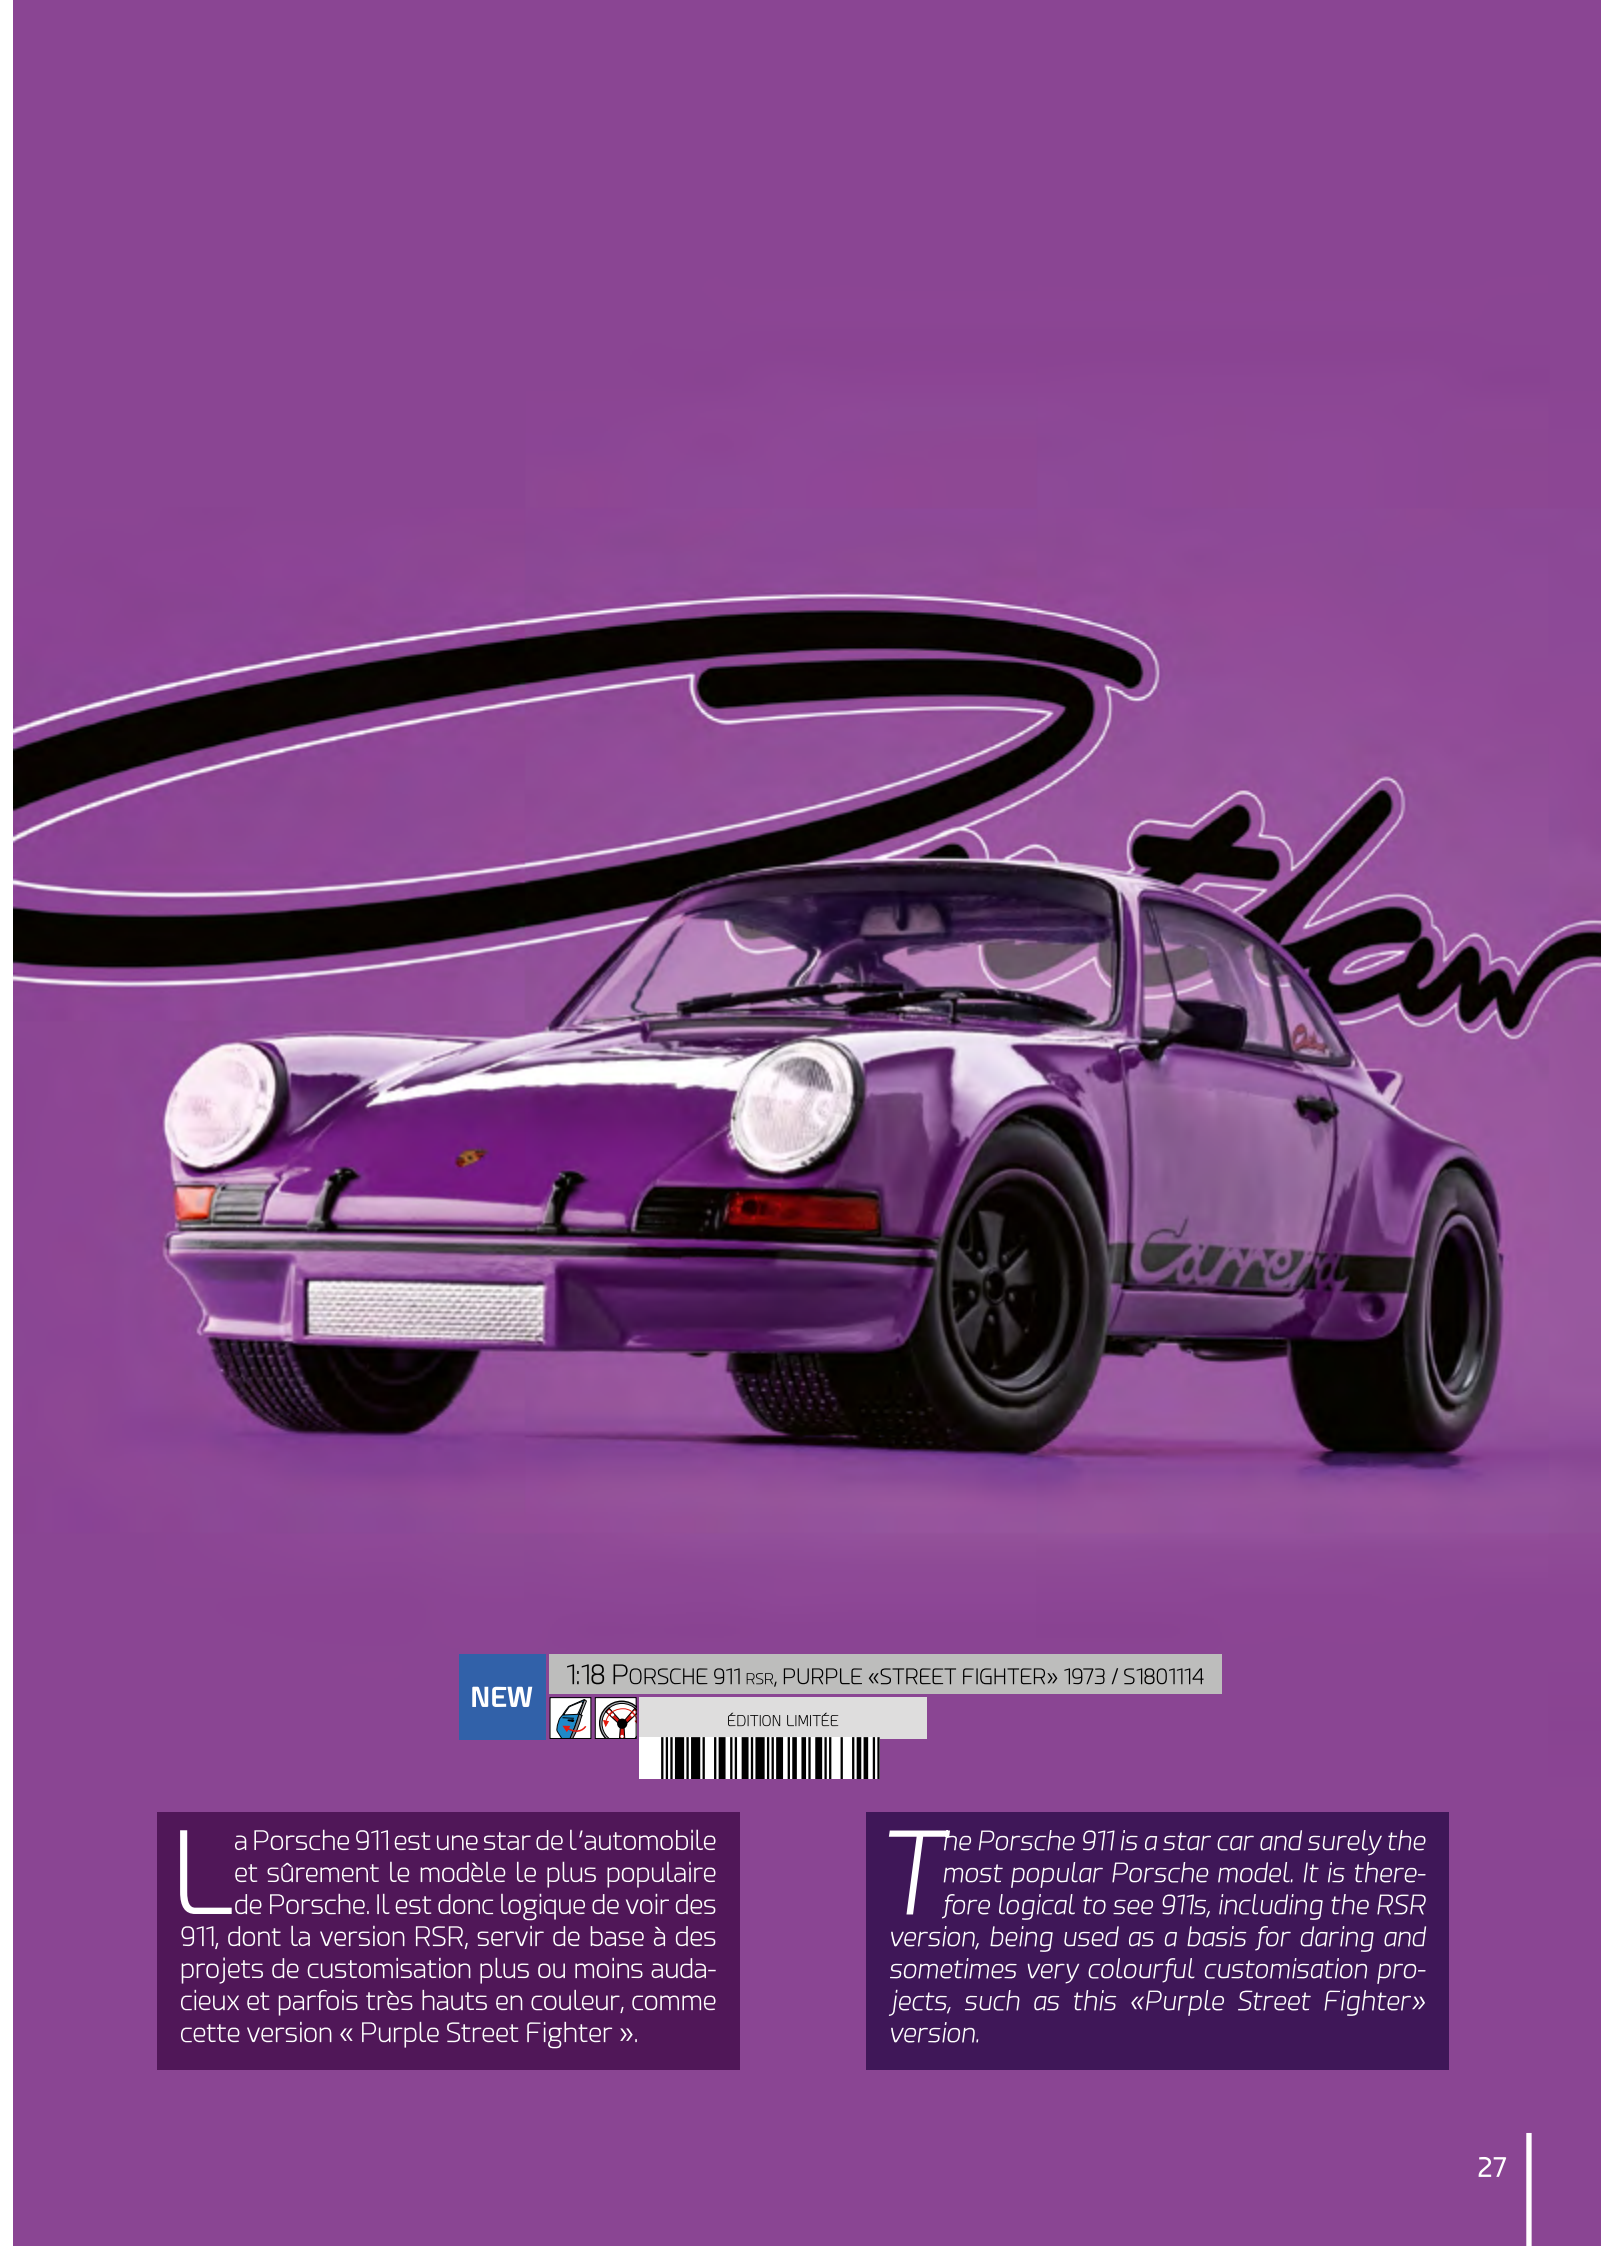 Outlaw
Carrera
NEW
1:18 PORSCHE 911 RSR, PURPLE «STREET FIGHTER» 1973 / S1801114
ÉDITION LIMITÉE
La Porsche 911 est une star de l'automobile
et sûrement le modèle le plus populaire
de Porsche. Il est donc logique de voir des
911, dont la version RSR, servir de base à des
projets de customisation plus ou moins auda-
cieux et parfois très hauts en couleur, comme
cette version « Purple Street Fighter ».
The Porsche 911 is a star car and surely the
most popular Porsche model. It is there-
fore logical to see 911s, including the RSR
version, being used as a basis for daring and
sometimes very colourful customisation pro-
jects, such as this «Purple Street Fighter»
version.
27